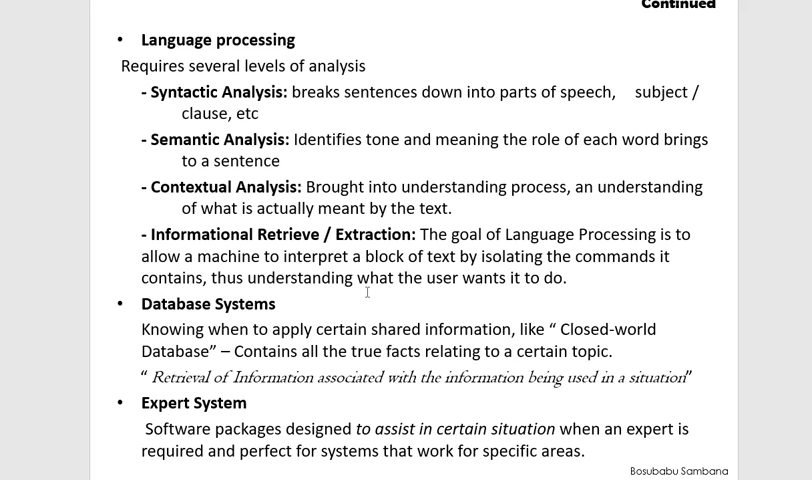 Continued
• Language processing
Requires several levels of analysis
- Syntactic Analysis: breaks sentences down into parts of speech, subject /
clause, etc
- Semantic Analysis: Identifies tone and meaning the role of each word brings
to a sentence
- Contextual Analysis: Brought into understanding process, an understanding
of what is actually meant by the text.
- Informational Retrieve / Extraction: The goal of Language Processing is to
allow a machine to interpret a block of text by isolating the commands it
contains, thus understanding what the user wants it to do.
• Database Systems
Knowing when to apply certain shared information, like “ Closed-world
Database” – Contains all the true facts relating to a certain topic.
“ Retrieval of Information associated with the information being used in a situation”
• Expert System
Software packages designed to assist in certain situation when an expert is
required and perfect for systems that work for specific areas.
Bosubabu Sambana